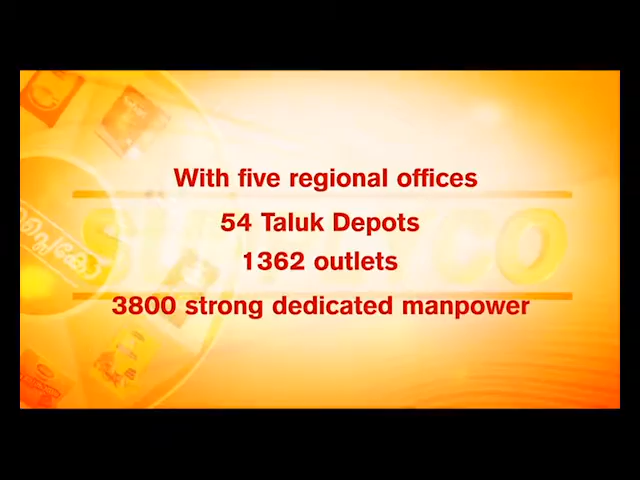 With five regional offices
54 Taluk Depots
1362 outlets
3800 strong dedicated manpower